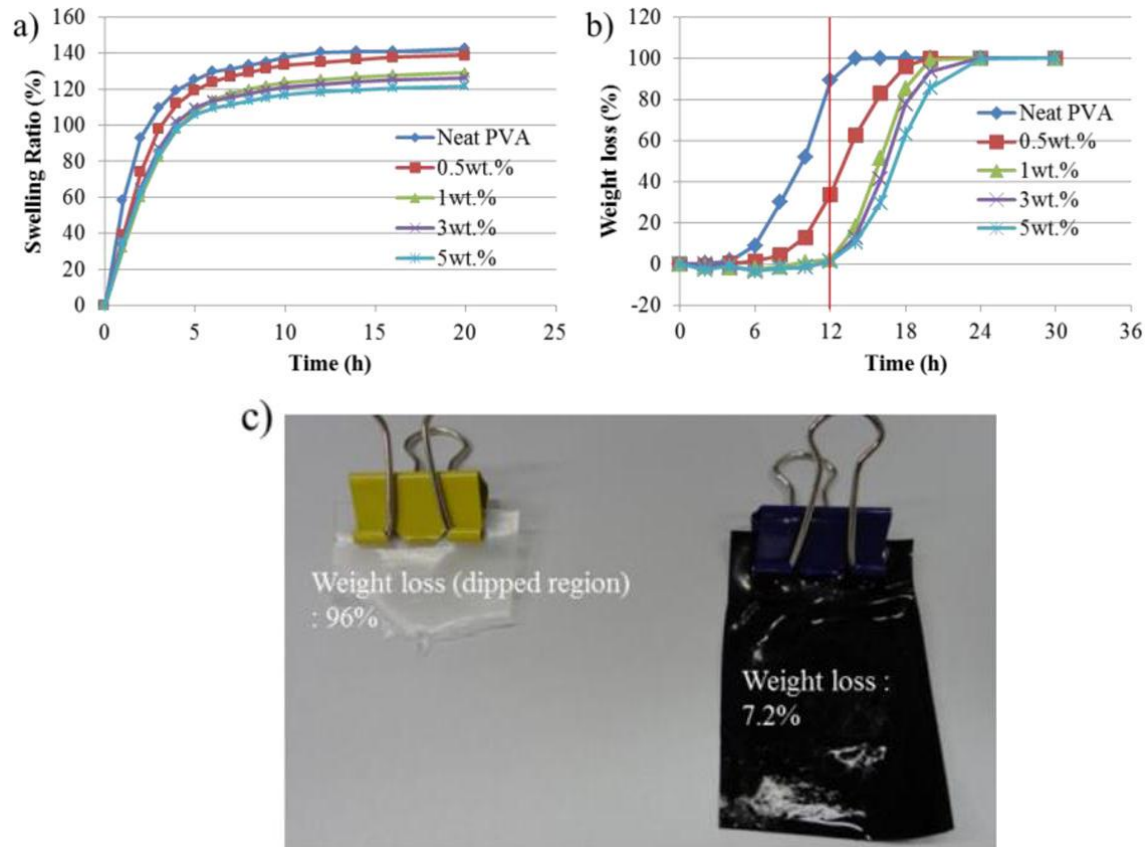 a)
160
140
120
100
80
60
40
20
0
Swelling Ratio (%)
0
5
10
15
20
25
Time (h)
Neat PVA
0.5wt.%
1wt.%
3wt.%
5wt.%
b)
120
100
80
60
40
20
0
-20
Weight loss (%)
0
6
12
18
24
30
36
Time (h)
Neat PVA
0.5wt.%
1wt.%
3wt.%
5wt.%
c)
Weight loss (dipped region)
: 96%
Weight loss :
7.2%